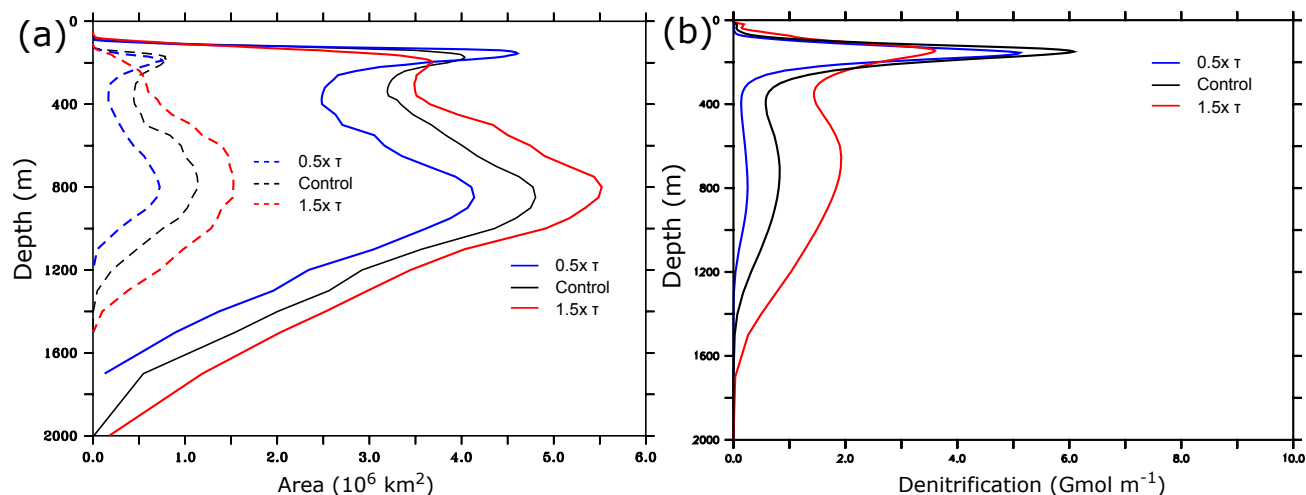 (a)
0
400
800
1200
1600
2000
Depth (m)
0.5x τ
Control
1.5x τ
0.5x τ
Control
1.5x τ
0.0 1.0 2.0 3.0 4.0 5.0 6.0
Area (10⁶ km²)
(b)
0
400
800
1200
1600
2000
Depth (m)
0.5x τ
Control
1.5x τ
0.0 2.0 4.0 6.0 8.0 10.0
Denitrification (Gmol m⁻¹)